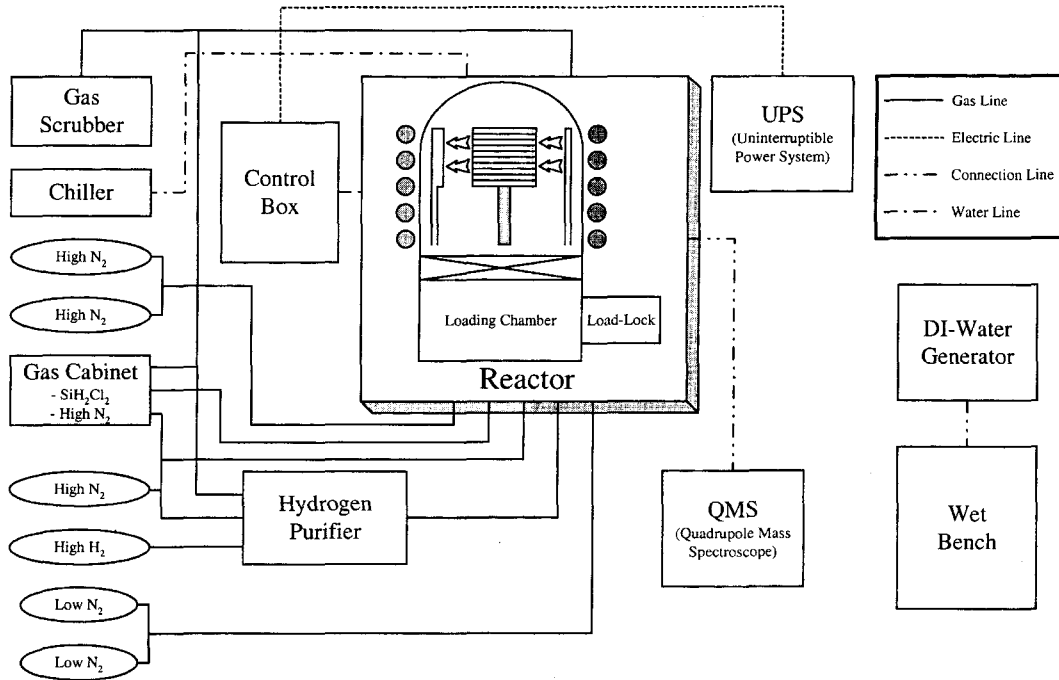 Gas
Scrubber
Chiller
High N₂
High N₂
Gas Cabinet
- SiH₂Cl₂
- High N₂
High N₂
High H₂
Low N₂
Low N₂
Control
Box
Hydrogen
Purifier
Loading Chamber
Load-Lock
Reactor
UPS
(Uninterruptible
Power System)
QMS
(Quadrupole Mass
Spectroscope)
Gas Line
Electric Line
Connection Line
Water Line
DI-Water
Generator
Wet
Bench